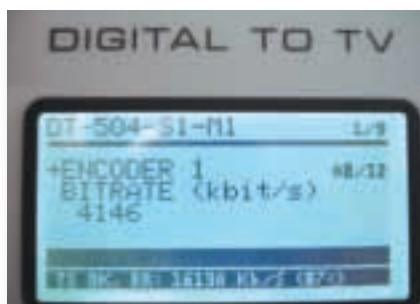 DIGITAL TO TV
DT-504-S1-M1 1/9
ENCODER 1
BITRATE (kbit/s)
4146